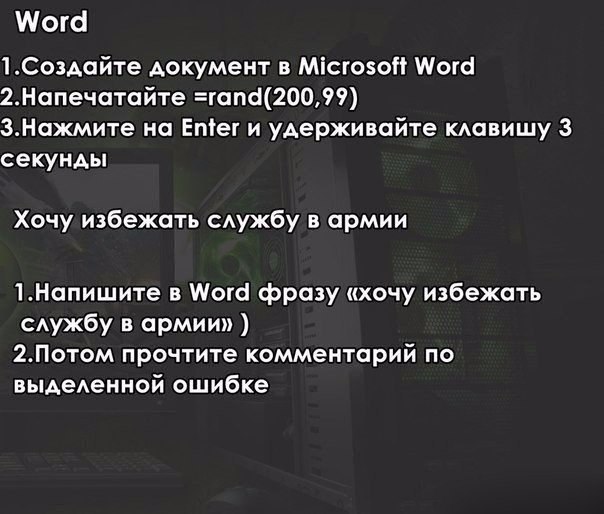 Word
1.Создайте документ в Microsoft Word
2.Напечатайте =rand(200,99)
3.Нажмите на Enter и удерживайте клавишу 3
секунды
Хочу избежать службу в армии
1.Напишите в Word фразу «хочу избежать
службу в армии» )
2.Потом прочтите комментарий по
выделенной ошибке